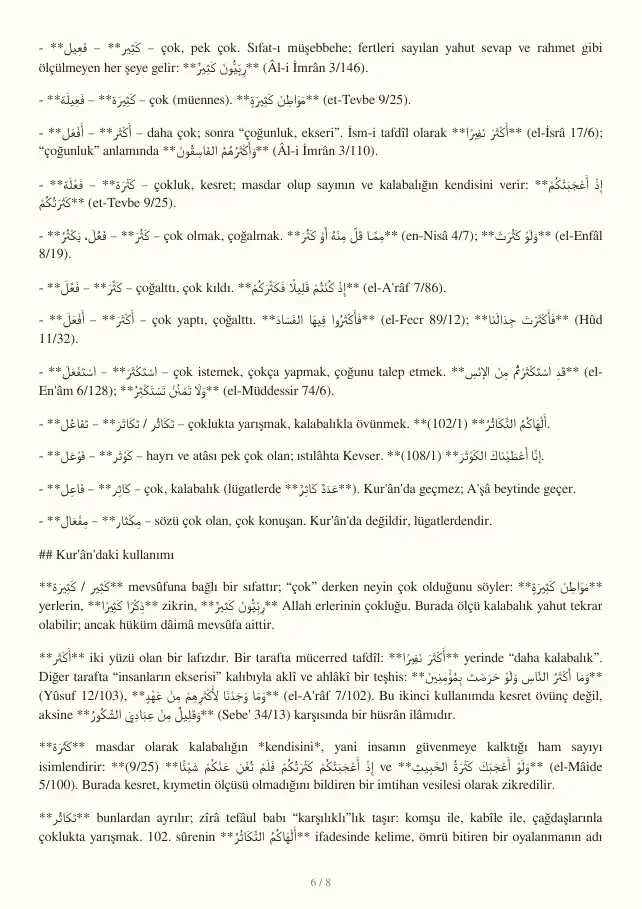 - **فَعِيل – **كَثِير – çok, pek çok. Sıfat-ı müşebbehe; fertleri sayılan yahut sevap ve rahmet gibi
ölçülmeyen her şeye gelir: **رِبِّيُّونَ كَثِيرٌ** (Âl-i İmrân 3/146).
- **فَعِيلَة – **كَثِيرَة – çok (müennes). **مَوَاطِنَ كَثِيرَةٍ** (et-Tevbe 9/25).
- **أَفْعَل – **أَكْثَر – daha çok; sonra “çoğunluk, ekseri”. İsm-i tafdîl olarak **أَكْثَرَ نَفِيرًا** (el-İsrâ 17/6);
“çoğunluk” anlamında **وَأَكْثَرُهُمُ الفَاسِقُونَ** (Âl-i İmrân 3/110).
- **فَعْلَة – **كَثْرَة – çokluk, kesret; masdar olup sayının ve kalabalığın kendisini verir: **إِذْ أَعْجَبَتْكُمْ
كَثْرَتُكُمْ** (et-Tevbe 9/25).
- **فَعُلَ، يَكْثُرُ – **كَثُرَ – çok olmak, çoğalmak. **مِمَّا قَلَّ مِنْهُ أَوْ كَثُرَ** (en-Nisâ 4/7); **وَلَوْ كَثُرَتْ** (el-Enfâl
8/19).
- **فَعَّلَ – **كَثَّرَ – çoğalttı, çok kıldı. **إِذْ كُنْتُمْ قَلِيلًا فَكَثَّرَكُمْ** (el-A'râf 7/86).
- **أَفْعَلَ – **أَكْثَرَ – çok yaptı, çoğalttı. **فَأَكْثَرُوا فِيهَا الفَسَادَ** (el-Fecr 89/12); **فَأَكْثَرْتَ جِدَالَنَا** (Hûd
11/32).
- **اسْتَفْعَلَ – **اسْتَكْثَرَ – çok istemek, çokça yapmak, çoğunu talep etmek. **قَدِ اسْتَكْثَرْتُمْ مِنَ الإِنْسِ** (el-
En'âm 6/128); **وَلَا تَمْنُنْ تَسْتَكْثِرُ** (el-Müddessir 74/6).
- **تَفَاعُل – **تَكَاثُر / تَكَاثَرَ – çoklukta yarışmak, kalabalıkla övünmek. **(102/1) **أَلْهَاكُمُ التَّكَاثُرُ.
- **فَوْعَل – **كَوْثَر – hayrı ve atâsı pek çok olan; ıstılâhta Kevser. **(108/1) **إِنَّا أَعْطَيْنَاكَ الكَوْثَرَ.
- **فَاعِل – **كَاثِر – çok, kalabalık (lügatlerde **عَدَدٌ كَاثِرٌ**). Kur'ân'da geçmez; A'şâ beytinde geçer.
- **مِفْعَال – **مِكْثَار – sözü çok olan, çok konuşan. Kur'ân'da değildir, lügatlerdendir.
## Kur'ân'daki kullanımı
**كَثِير / كَثِيرَة** mevsûfuna bağlı bir sıfattır; “çok” derken neyin çok olduğunu söyler: **مَوَاطِنَ كَثِيرَةٍ**
yerlerin, **ذِكْرًا كَثِيرًا** zikrin, **رِبِّيُّونَ كَثِيرٌ** Allah erlerinin çokluğu. Burada ölçü kalabalık yahut tekrar
olabilir; ancak hüküm dâimâ mevsûfa aittir.
**أَكْثَر** iki yüzü olan bir lafızdır. Bir tarafta mücerred tafdîl: **أَكْثَرَ نَفِيرًا** yerinde “daha kalabalık”.
Diğer tarafta “insanların ekserisi” kalıbıyla aklî ve ahlâkî bir teşhis: **وَمَا أَكْثَرُ النَّاسِ وَلَوْ حَرَصْتَ بِمُؤْمِنِينَ**
(Yûsuf 12/103), **وَمَا وَجَدْنَا لِأَكْثَرِهِمْ مِنْ عَهْدٍ** (el-A'râf 7/102). Bu ikinci kullanımda kesret övünç değil,
aksine **وَقَلِيلٌ مِنْ عِبَادِيَ الشَّكُورُ** (Sebe' 34/13) karşısında bir hüsrân ilâmıdır.
**كَثْرَة** masdar olarak kalabalığın *kendisini*, yani insanın güvenmeye kalktığı ham sayıyı
isimlendirir: **(9/25) **إِذْ أَعْجَبَتْكُمْ كَثْرَتُكُمْ فَلَمْ تُغْنِ عَنْكُمْ شَيْئًا ve **وَلَوْ أَعْجَبَكَ كَثْرَةُ الخَبِيثِ** (el-Mâide
5/100). Burada kesret, kıymetin ölçüsü olmadığını bildiren bir imtihan vesilesi olarak zikredilir.
**تَكَاثُر** bunlardan ayrılır; zîrâ tefâul babı “karşılıklı”lık taşır: komşu ile, kabîle ile, çağdaşlarınla
çoklukta yarışmak. 102. sûrenin **أَلْهَاكُمُ التَّكَاثُرُ** ifadesinde kelime, ömrü bitiren bir oyalanmanın adı
6 / 8